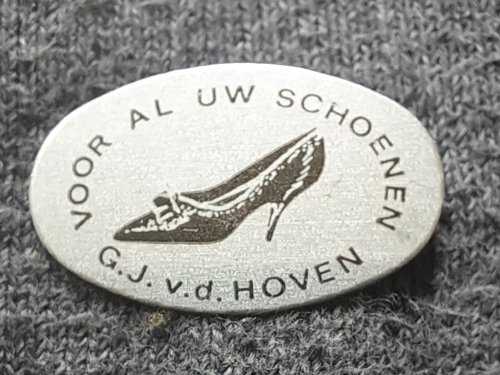 VOOR AL UW SCHOENEN
G.J. v.d. HOVEN